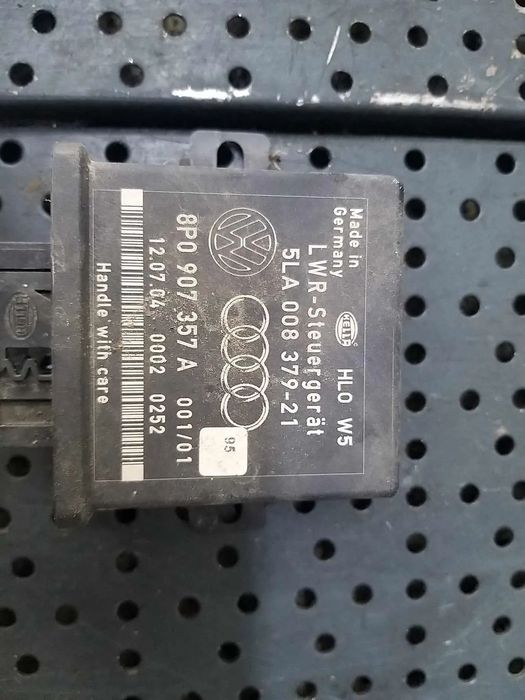 Made in
Germany
HELLA
HLO W5
LWR-Steuergerät
5LA 008 379-21
8P0 907 357 A 001/01
12.07.04 0002 0252
Handle with care
95